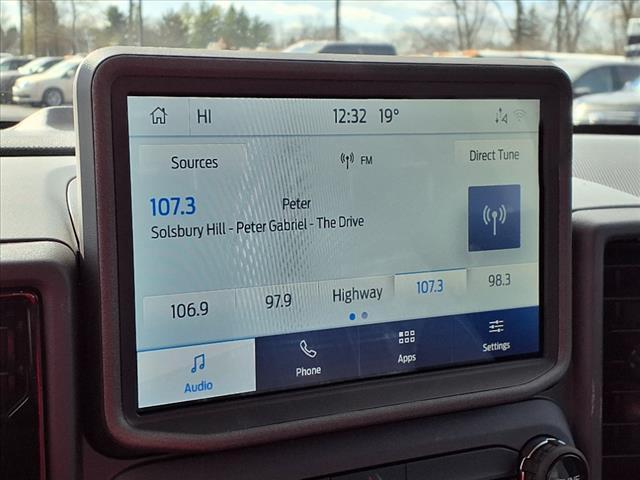 HI 12:32 19°
Sources FM Direct Tune
107.3 Peter
Solsbury Hill - Peter Gabriel - The Drive
106.9 97.9 Highway 107.3 98.3
Audio Phone Apps Settings